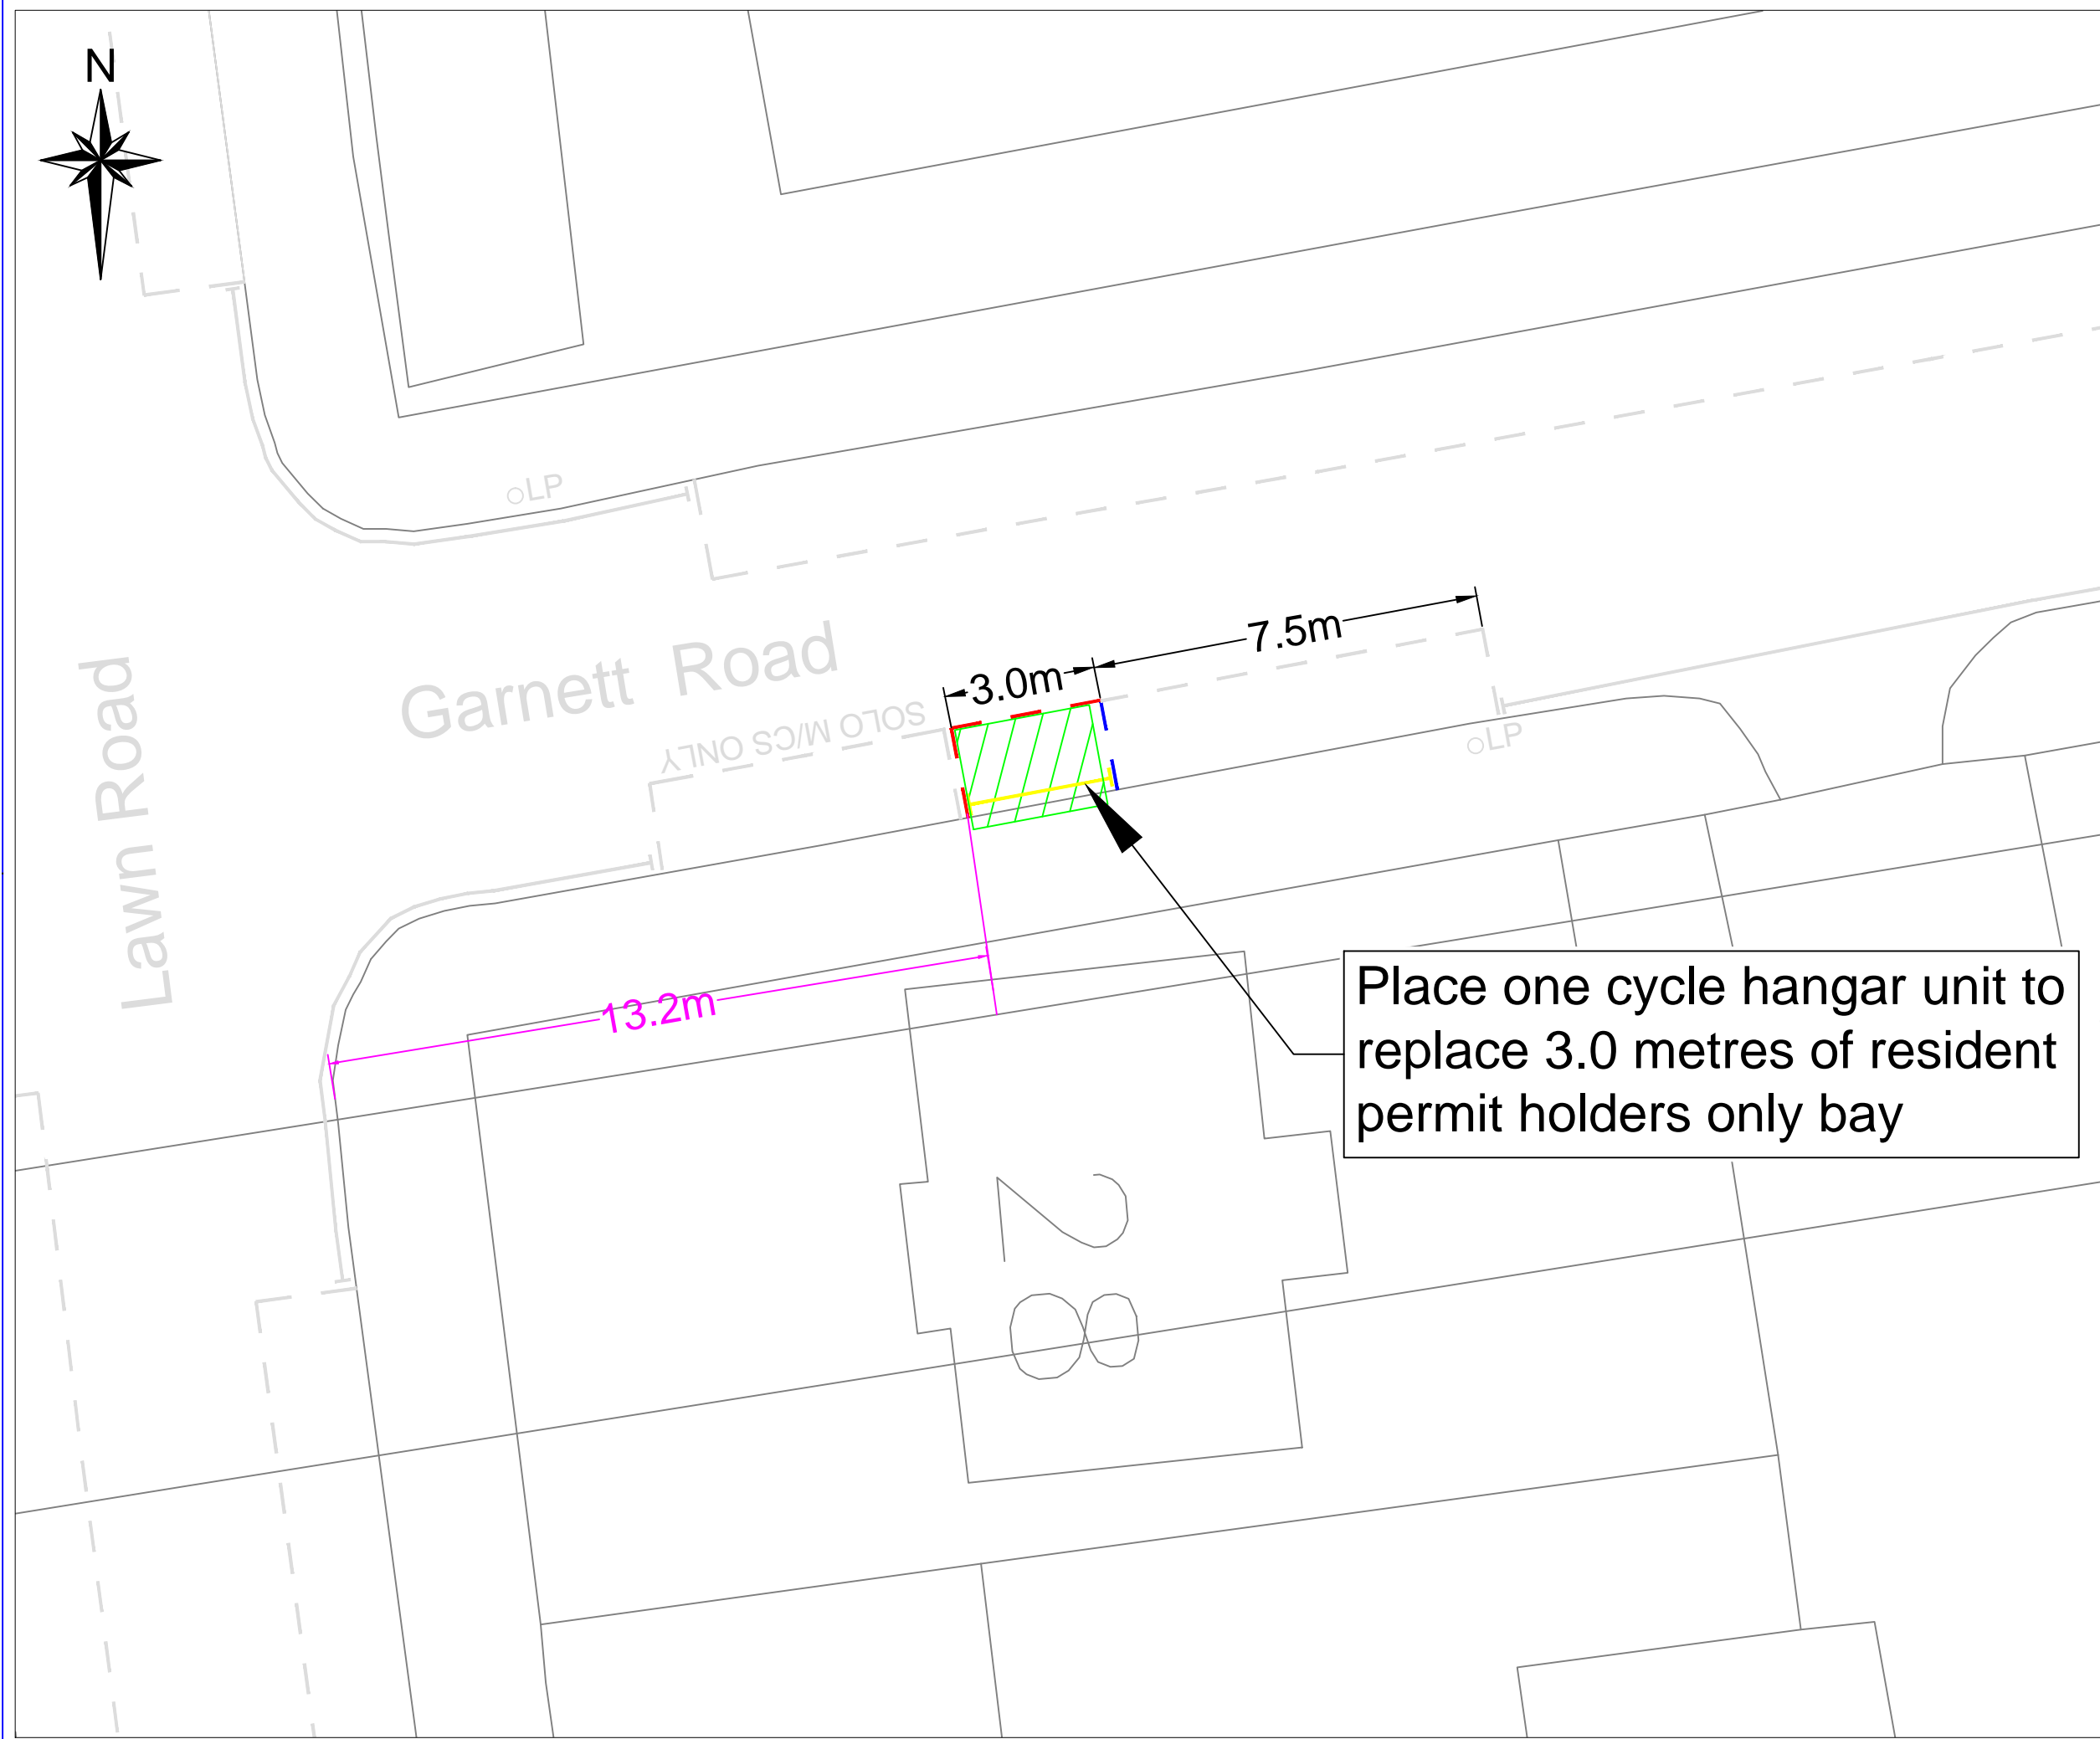 N
LP
Garnett Road
7.5m
3.0m
SOLO M/CS ONLY
LP
Lawn Road
13.2m
Place one cycle hangar unit to
replace 3.0 metres of resident
permit holders only bay
28